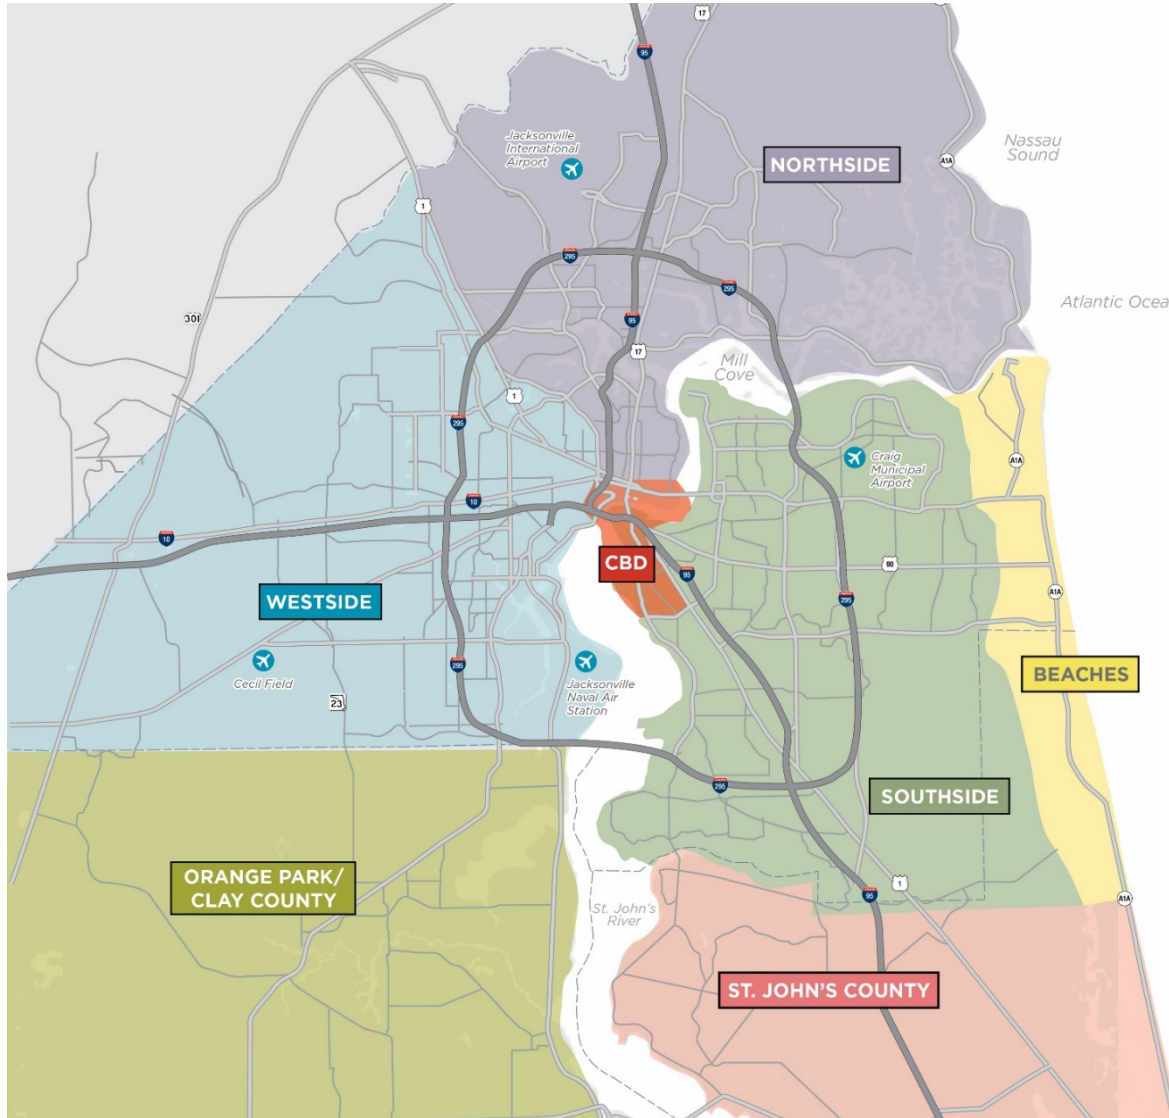 17
95
Jacksonville
International
Airport
NORTHSIDE
A1A
Nassau
Sound
1
295
295
Atlantic Ocea
301
95
17
Mill
Cove
1
295
A1A
Craig
Municipal
Airport
10
10
CBD
90
95
WESTSIDE
295
A1A
295
Cecil Field
Jacksonville
Naval Air
Station
BEACHES
23
295
SOUTHSIDE
ORANGE PARK/
CLAY COUNTY
1
95
A1A
St. John's
River
ST. JOHN'S COUNTY